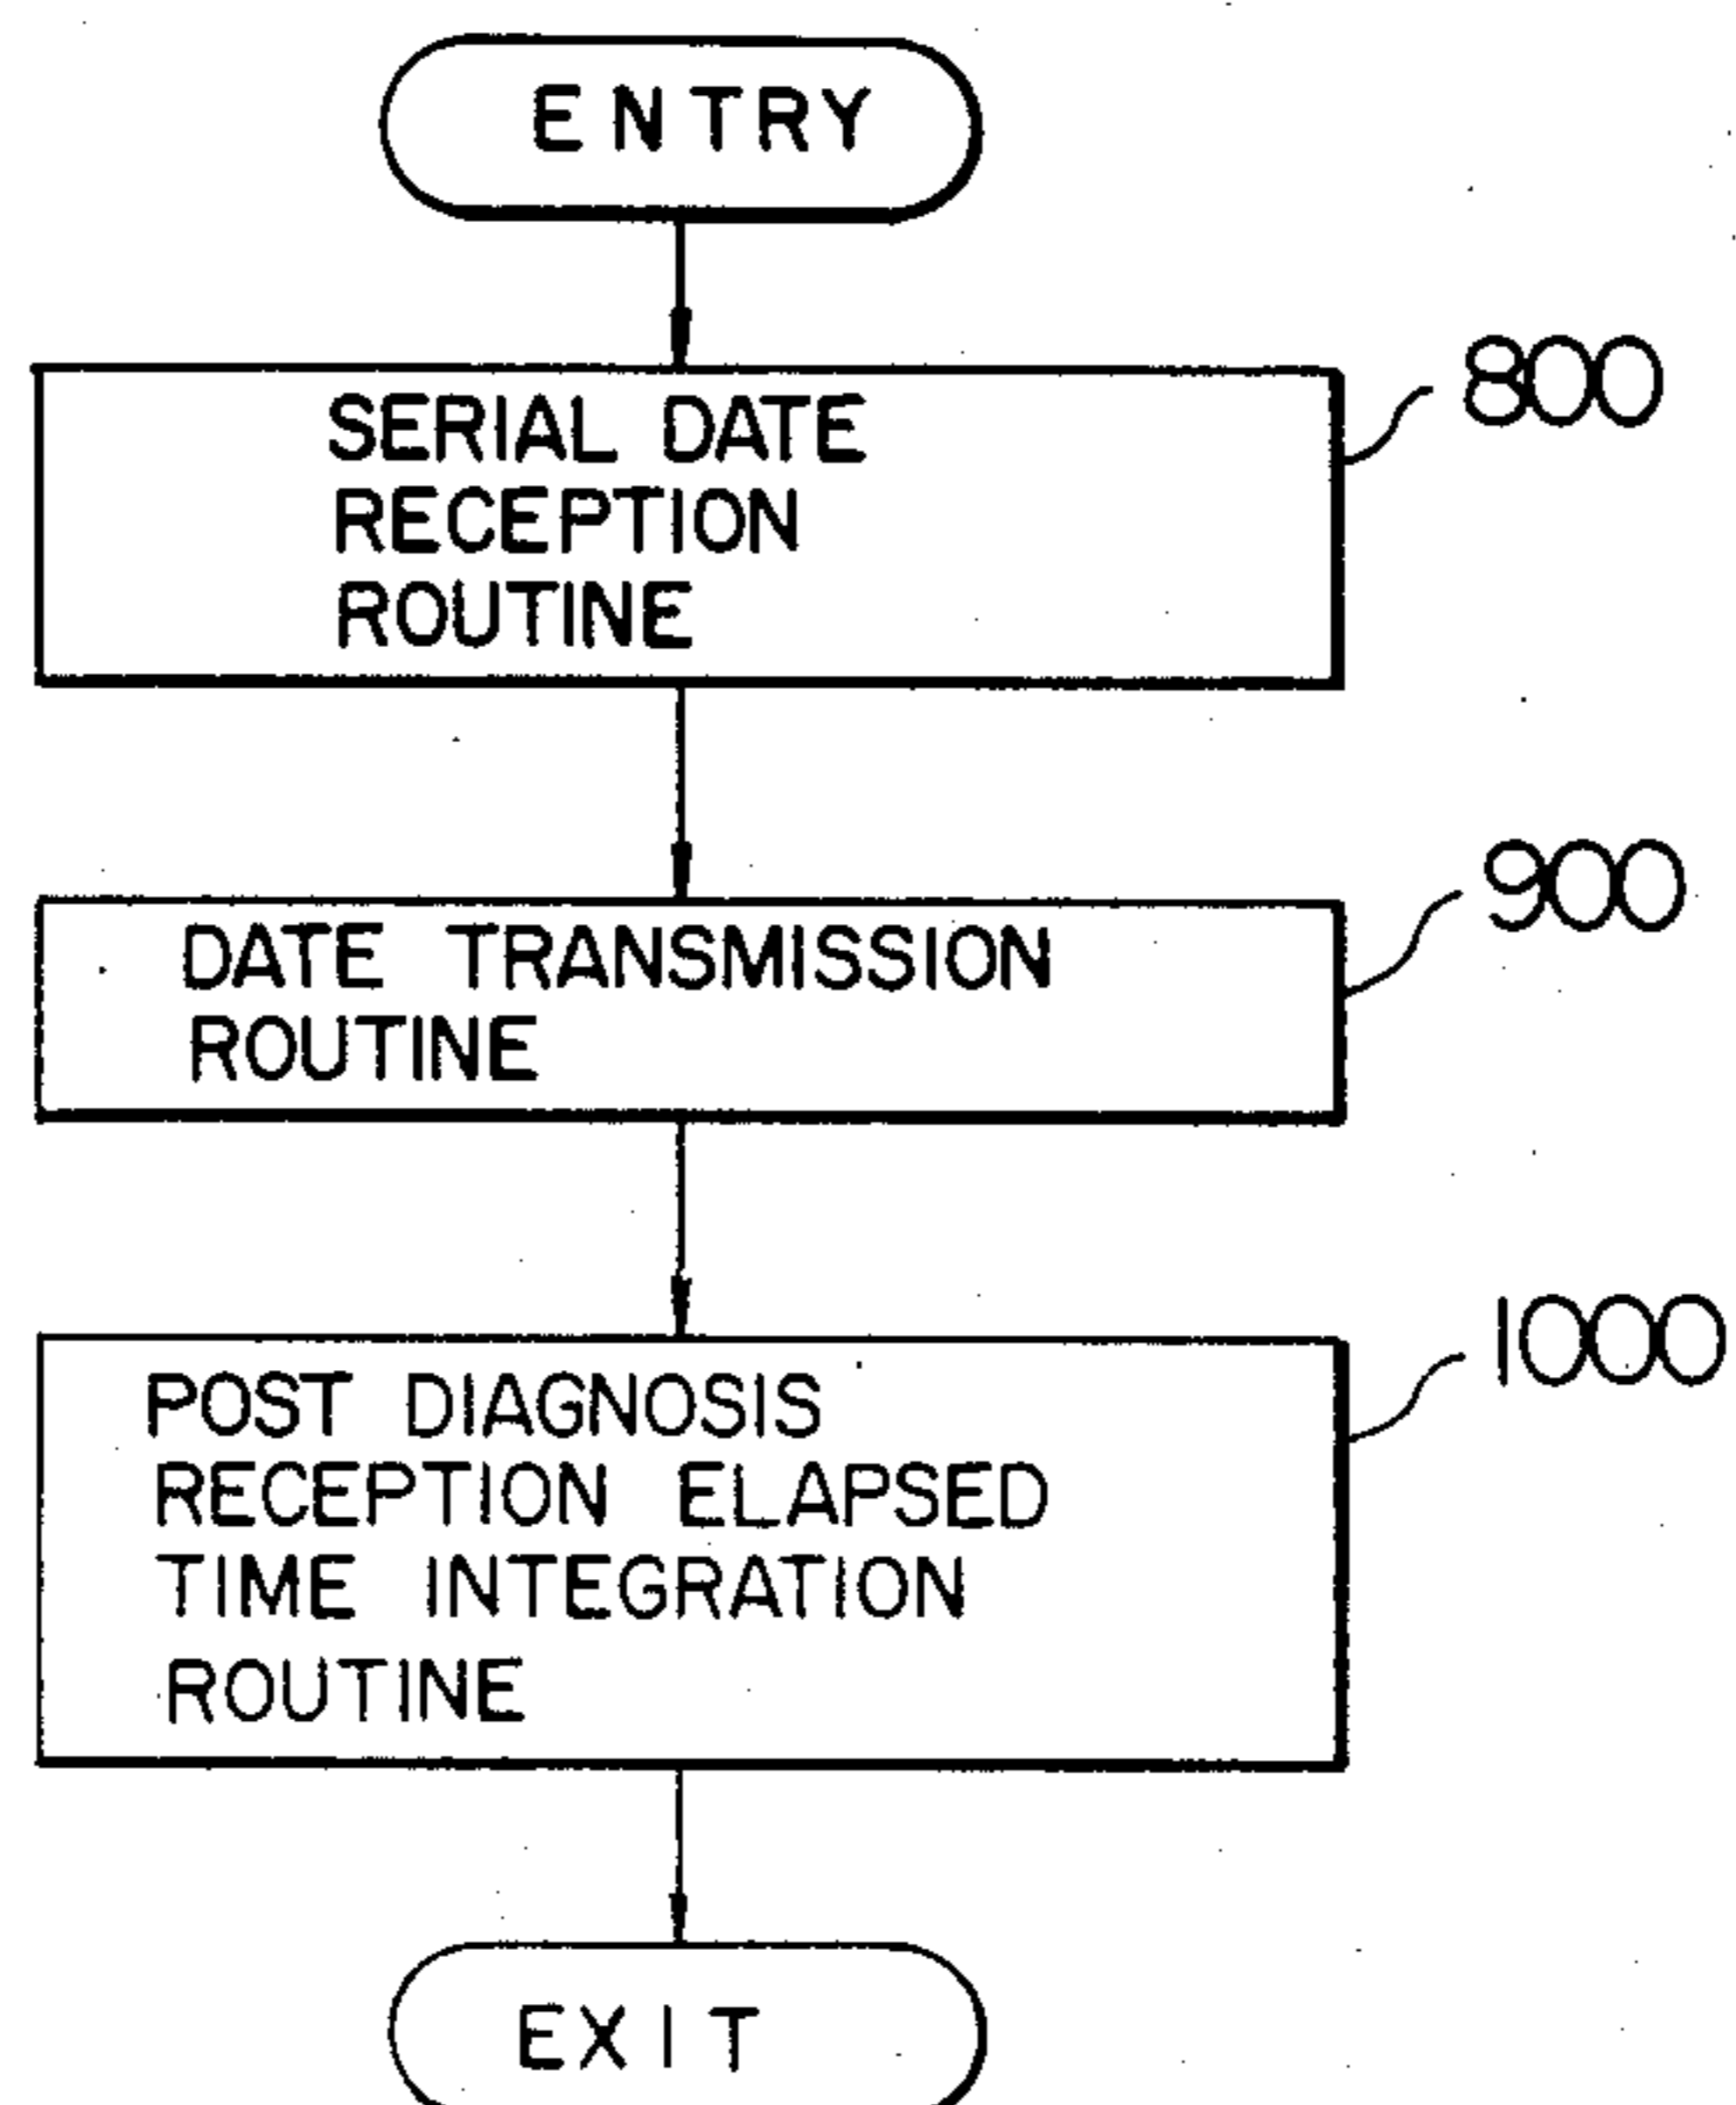 ENTRY
SERIAL DATE
RECEPTION
ROUTINE
800
DATE TRANSMISSION
ROUTINE
900
POST DIAGNOSIS
RECEPTION ELAPSED
TIME INTEGRATION
ROUTINE
1000
EXIT